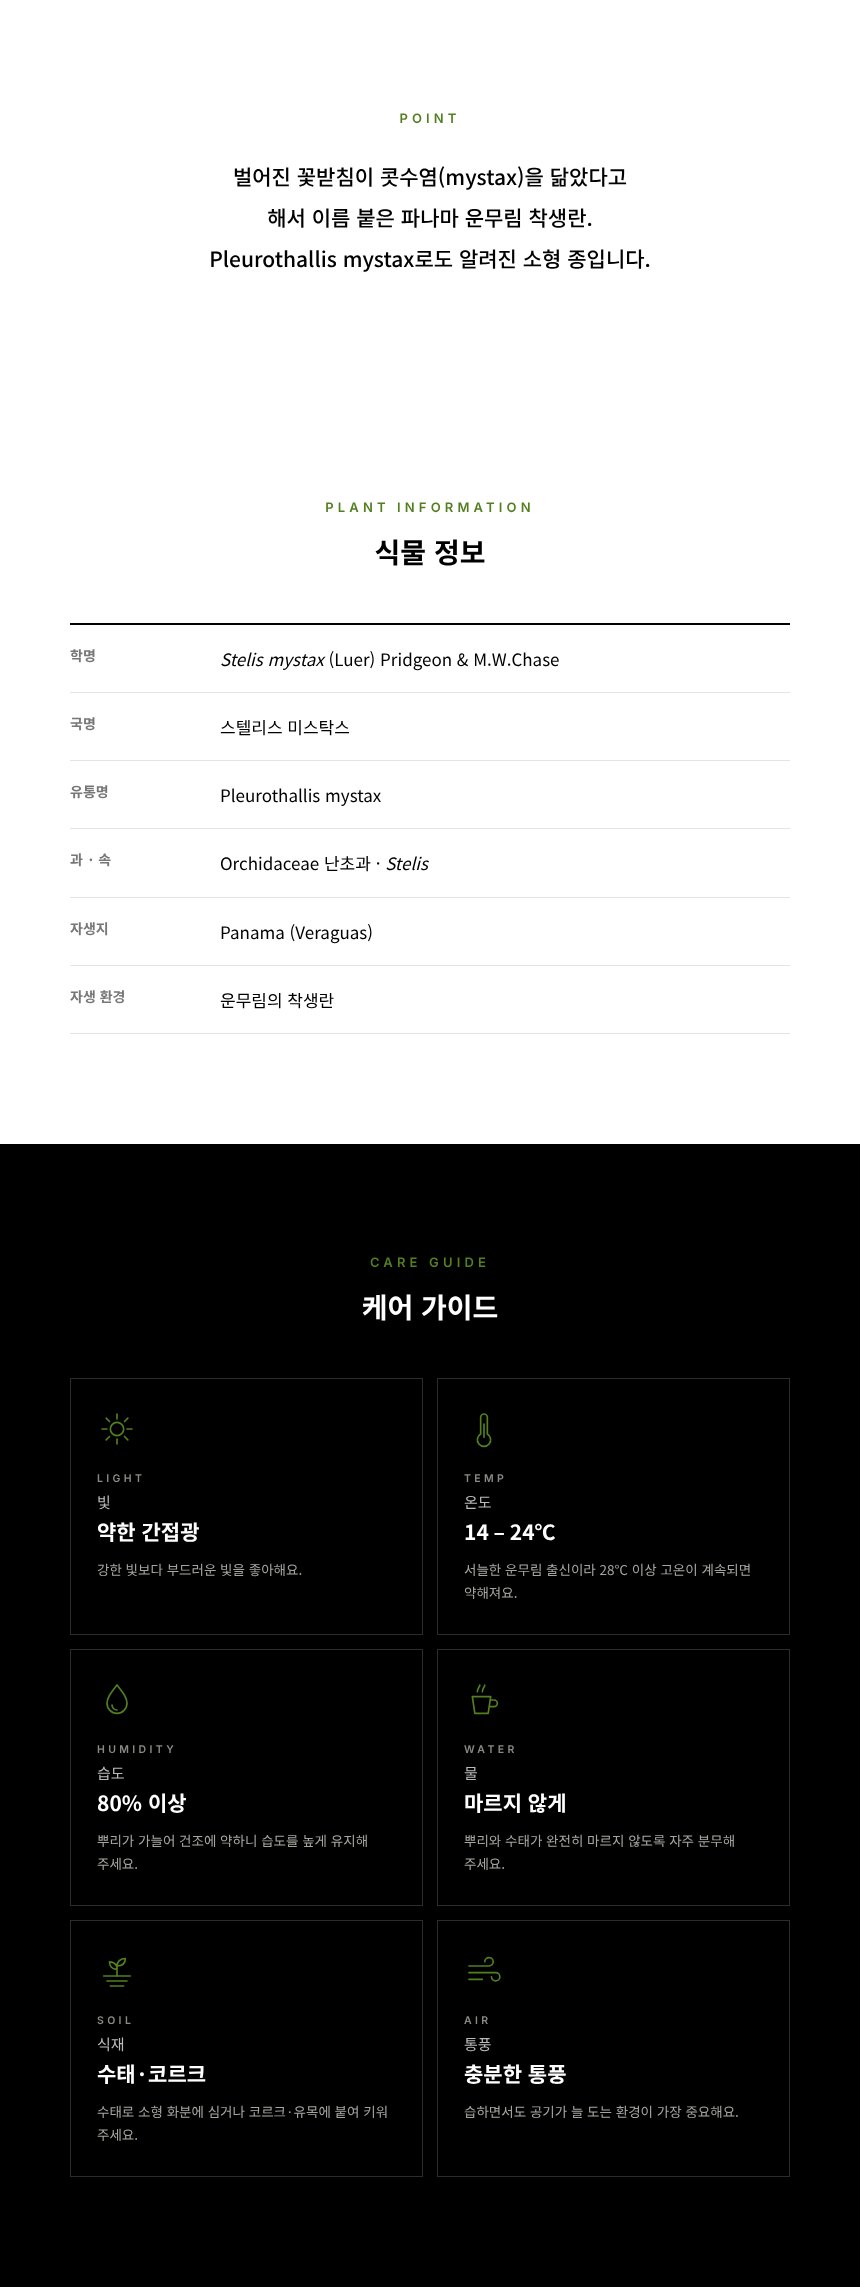 POINT
벌어진 꽃받침이 콧수염(mystax)을 닮았다고
해서 이름 붙은 파나마 운무림 착생란.
Pleurothallis mystax로도 알려진 소형 종입니다.
PLANT INFORMATION
식물 정보
학명 Stelis mystax (Luer) Pridgeon & M.W.Chase
국명 스텔리스 미스탁스
유통명 Pleurothallis mystax
과 · 속 Orchidaceae 난초과 · Stelis
자생지 Panama (Veraguas)
자생 환경 운무림의 착생란
CARE GUIDE
케어 가이드
LIGHT
빛
약한 간접광
강한 빛보다 부드러운 빛을 좋아해요.
TEMP
온도
14 – 24℃
서늘한 운무림 출신이라 28℃ 이상 고온이 계속되면
약해져요.
HUMIDITY
습도
80% 이상
뿌리가 가늘어 건조에 약하니 습도를 높게 유지해
주세요.
WATER
물
마르지 않게
뿌리와 수태가 완전히 마르지 않도록 자주 분무해
주세요.
SOIL
식재
수태·코르크
수태로 소형 화분에 심거나 코르크·유목에 붙여 키워
주세요.
AIR
통풍
충분한 통풍
습하면서도 공기가 늘 도는 환경이 가장 중요해요.